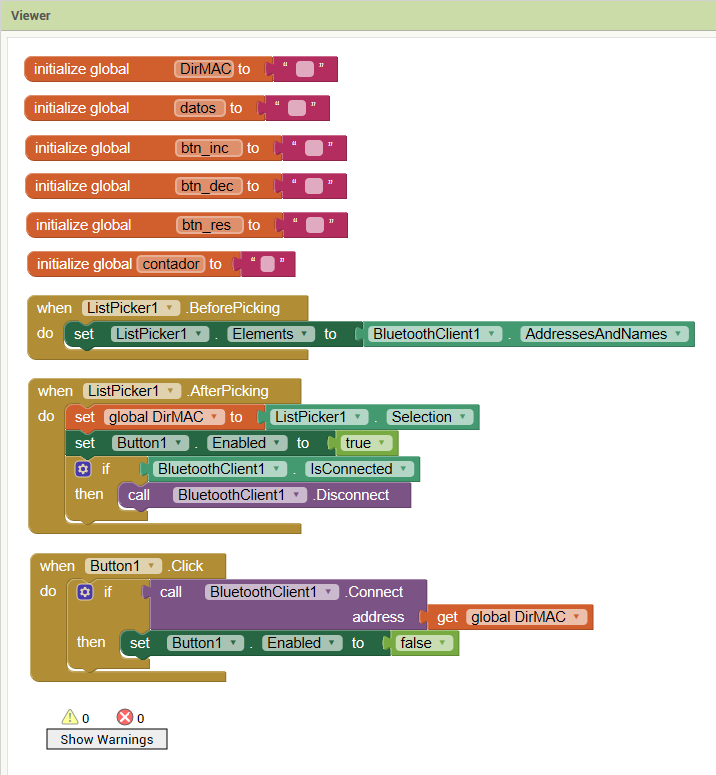 Viewer
initialize global DirMAC to " "
initialize global datos to " "
initialize global btn_inc to " "
initialize global btn_dec to " "
initialize global btn_res to " "
initialize global contador to " "
when ListPicker1 .BeforePicking
do set ListPicker1 . Elements to BluetoothClient1 . AddressesAndNames
when ListPicker1 .AfterPicking
do set global DirMAC to ListPicker1 . Selection
set Button1 . Enabled to true
if BluetoothClient1 . IsConnected
then call BluetoothClient1 .Disconnect
when Button1 .Click
do if call BluetoothClient1 .Connect
address get global DirMAC
then set Button1 . Enabled to false
0 0
Show Warnings